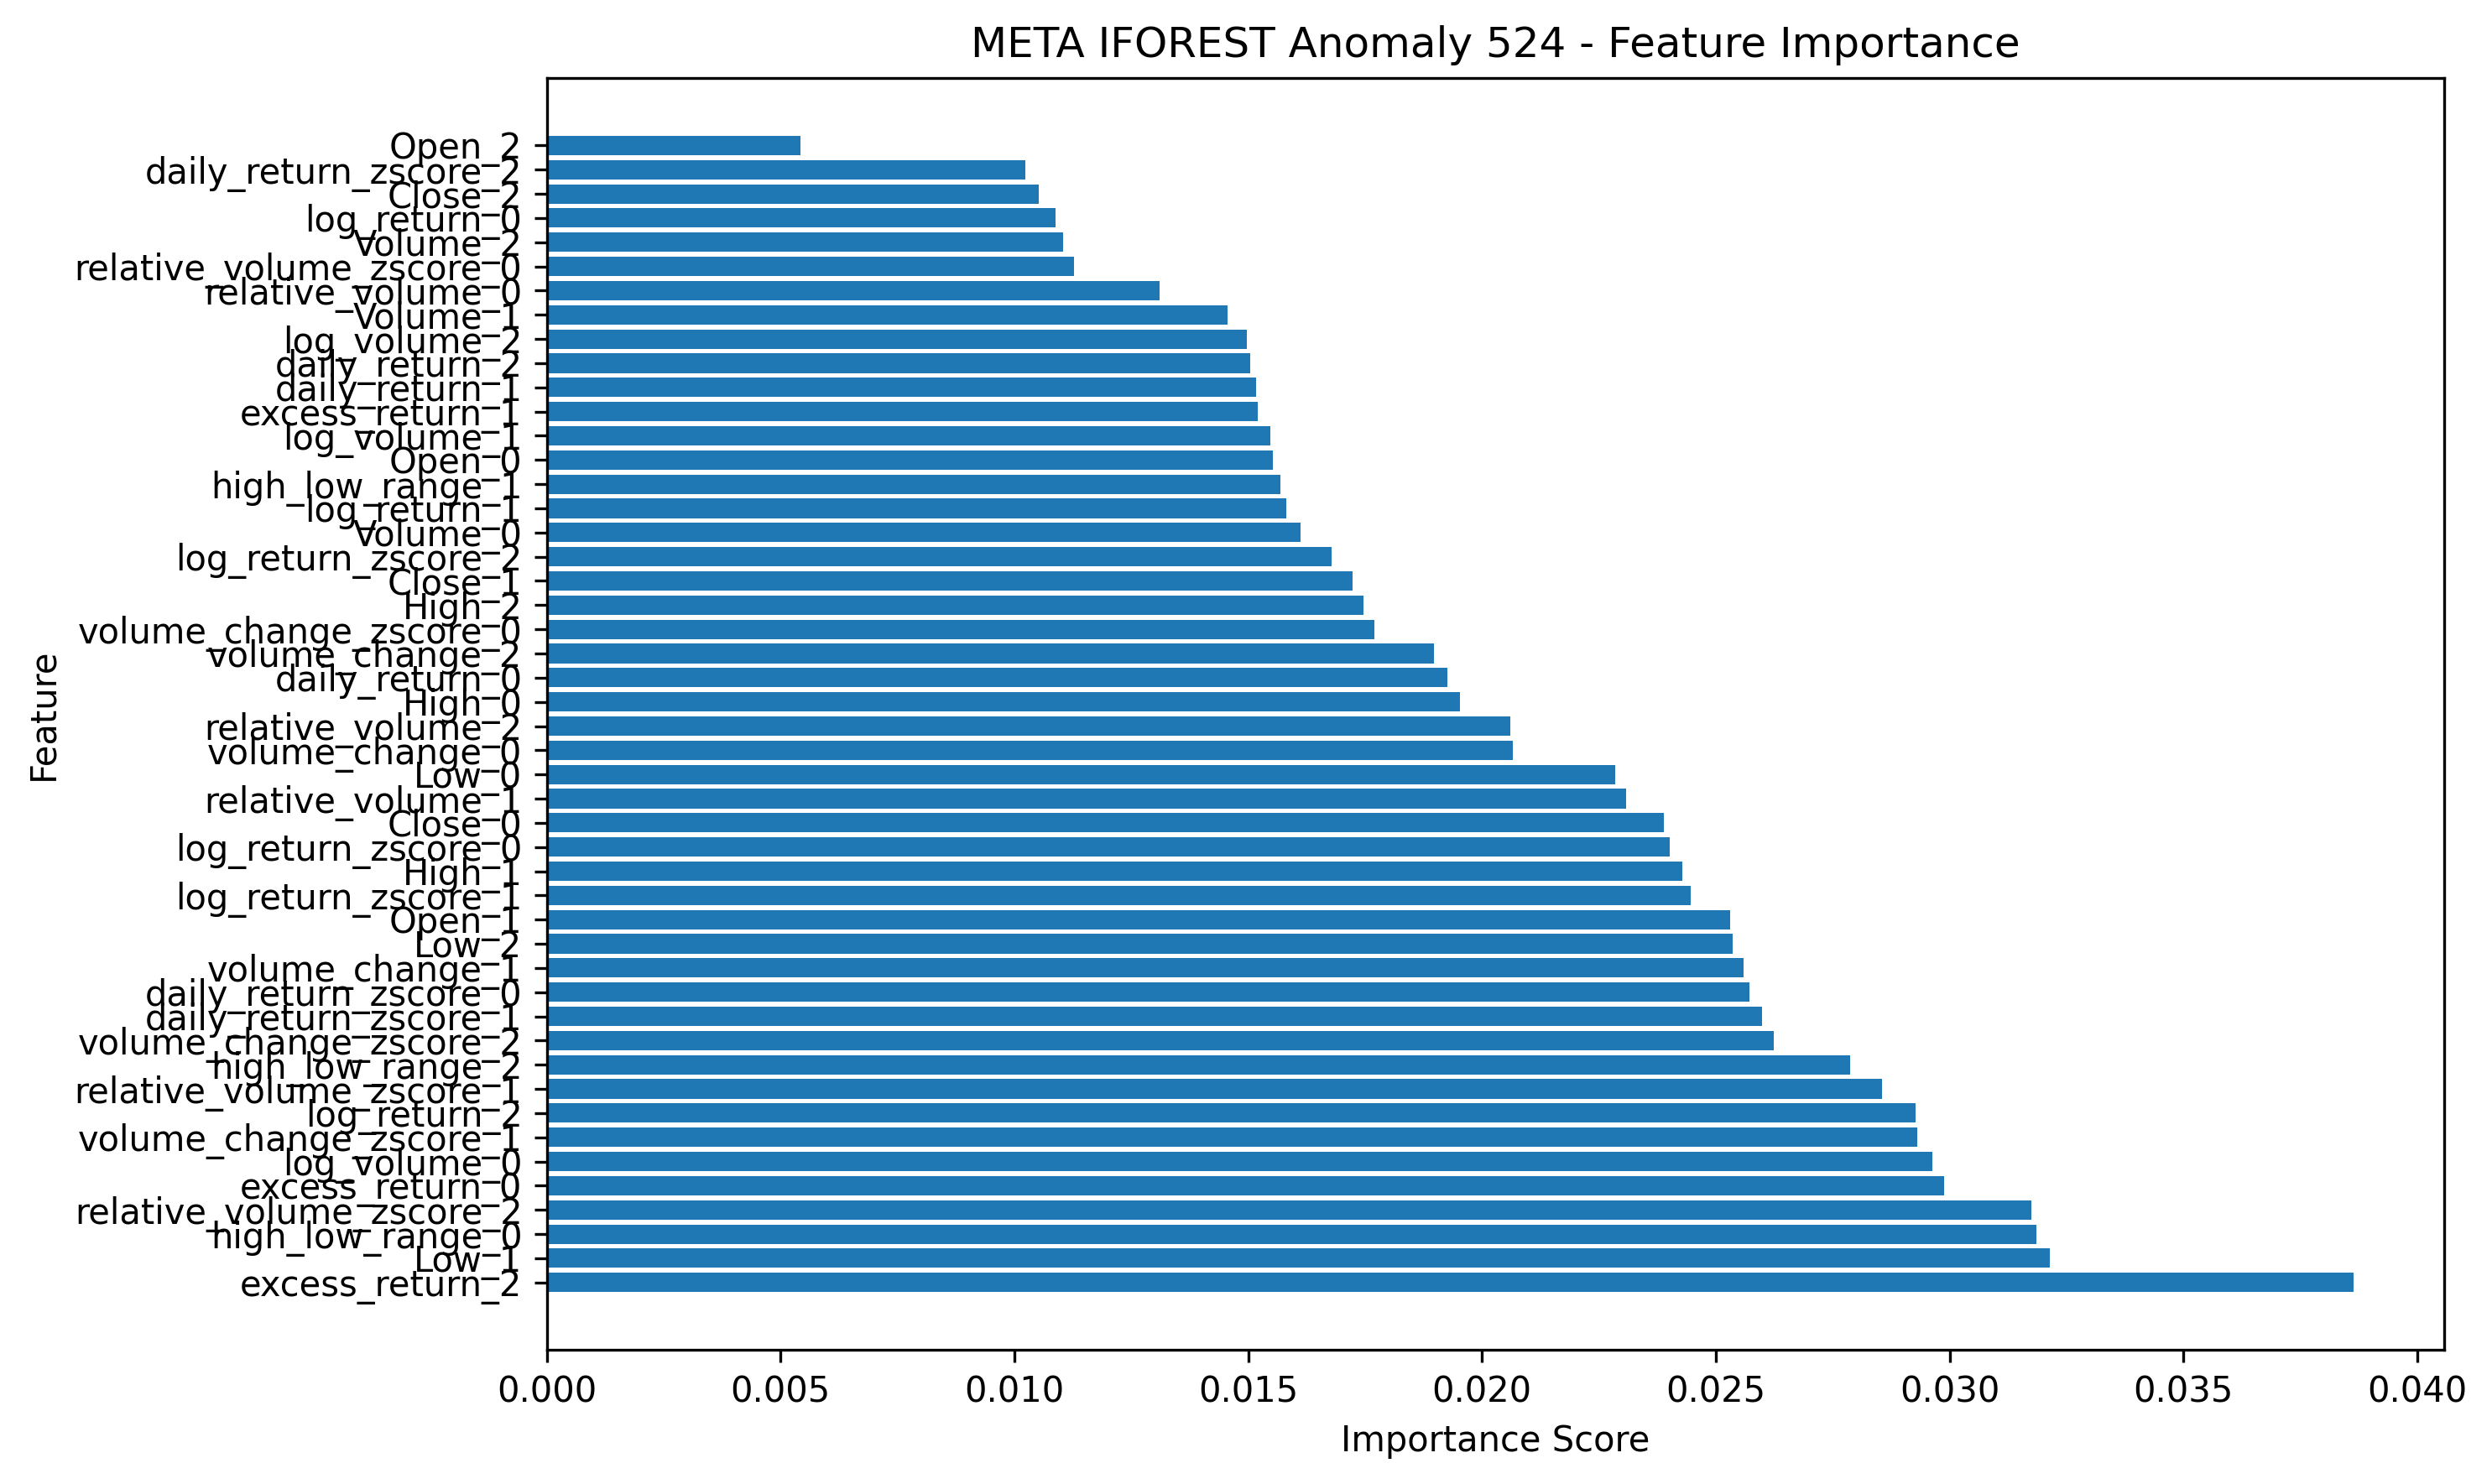 META IFOREST Anomaly 524 - Feature Importance
Open_2
daily_return_zscore_2
Close_2
log_return_0
Volume_2
relative_volume_zscore_0
relative_volume_0
Volume_1
log_volume_2
daily_return_2
daily_return_1
excess_return_1
log_volume_1
Open_0
high_low_range_1
log_return_1
Volume_0
log_return_zscore_2
Close_1
High_2
volume_change_zscore_0
volume_change_2
daily_return_0
High_0
relative_volume_2
volume_change_0
Low_0
relative_volume_1
Close_0
log_return_zscore_0
High_1
log_return_zscore_1
Open_1
Low_2
volume_change_1
daily_return_zscore_0
daily_return_zscore_1
volume_change_zscore_2
high_low_range_2
relative_volume_zscore_1
log_return_2
volume_change_zscore_1
log_volume_0
excess_return_0
relative_volume_zscore_2
high_low_range_0
Low_1
excess_return_2
Feature
0.000 0.005 0.010 0.015 0.020 0.025 0.030 0.035 0.040
Importance Score